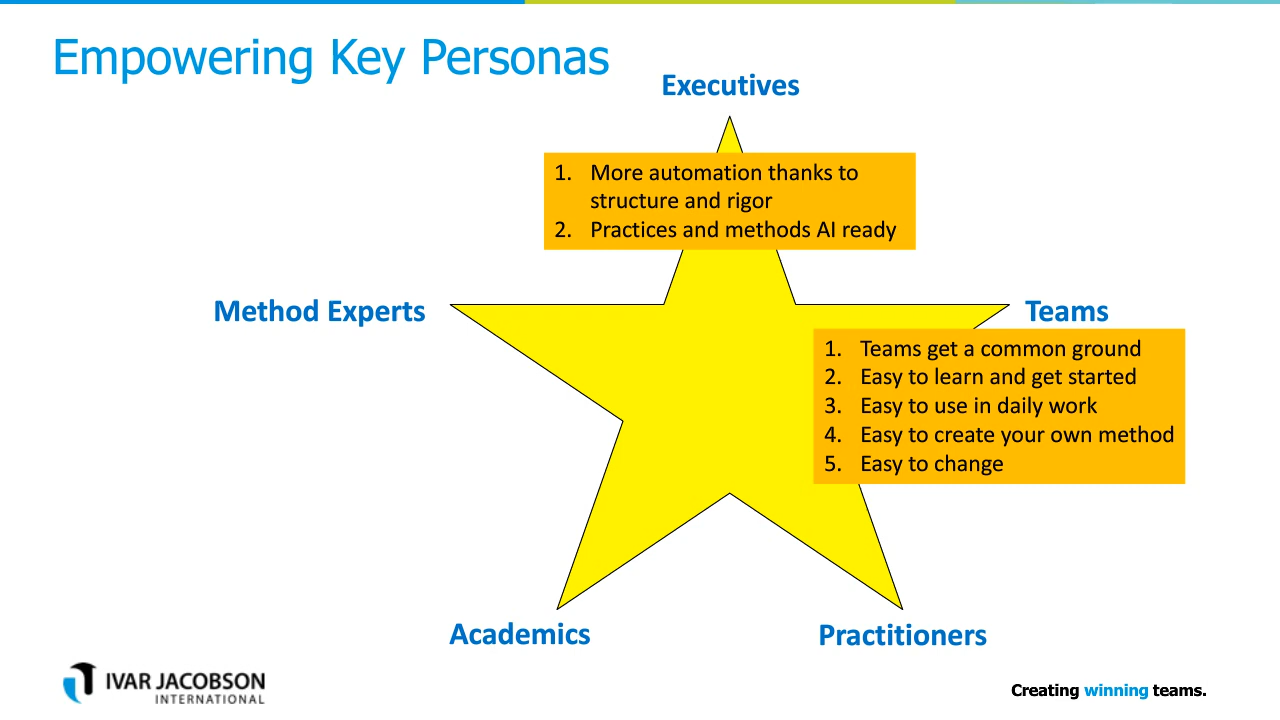 Empowering Key Personas
Executives
1. More automation thanks to
structure and rigor
2. Practices and methods AI ready
Method Experts
Teams
1. Teams get a common ground
2. Easy to learn and get started
3. Easy to use in daily work
4. Easy to create your own method
5. Easy to change
Academics
Practitioners
IVAR JACOBSON
INTERNATIONAL
Creating winning teams.